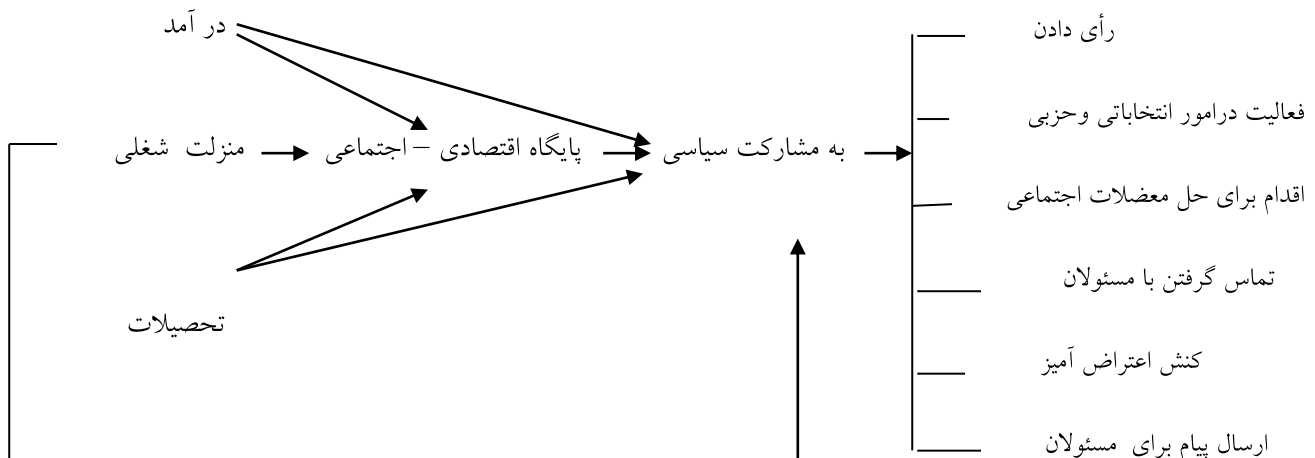 در آمد
رأی دادن
فعالیت درامور انتخاباتی وحزبی
منزلت شغلی
پایگاه اقتصادی – اجتماعی
به مشارکت سیاسی
اقدام برای حل معضلات اجتماعی
تماس گرفتن با مسئولان
تحصیلات
کنش اعتراض آمیز
ارسال پیام برای مسئولان